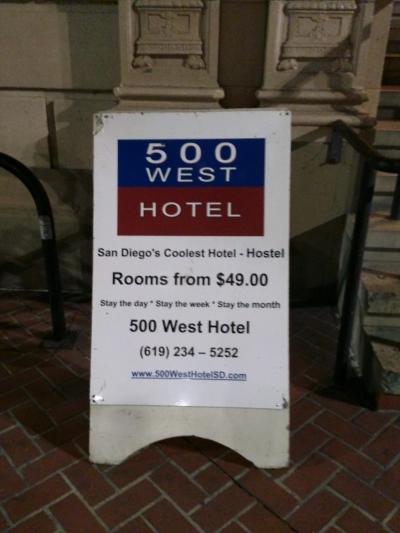 500
WEST
HOTEL
San Diego's Coolest Hotel - Hostel
Rooms from $49.00
Stay the day * Stay the week * Stay the month
500 West Hotel
(619) 234 – 5252
www.500WestHotelSD.com